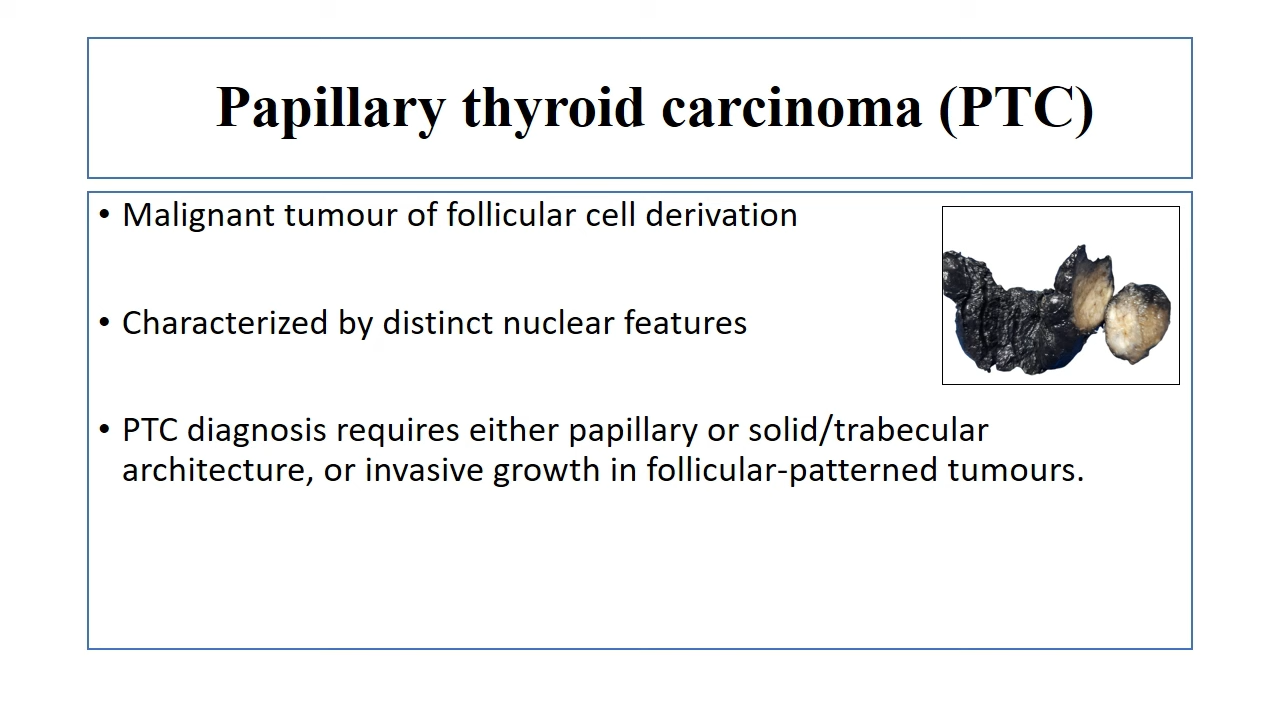 Papillary thyroid carcinoma (PTC)
• Malignant tumour of follicular cell derivation
• Characterized by distinct nuclear features
• PTC diagnosis requires either papillary or solid/trabecular
architecture, or invasive growth in follicular-patterned tumours.